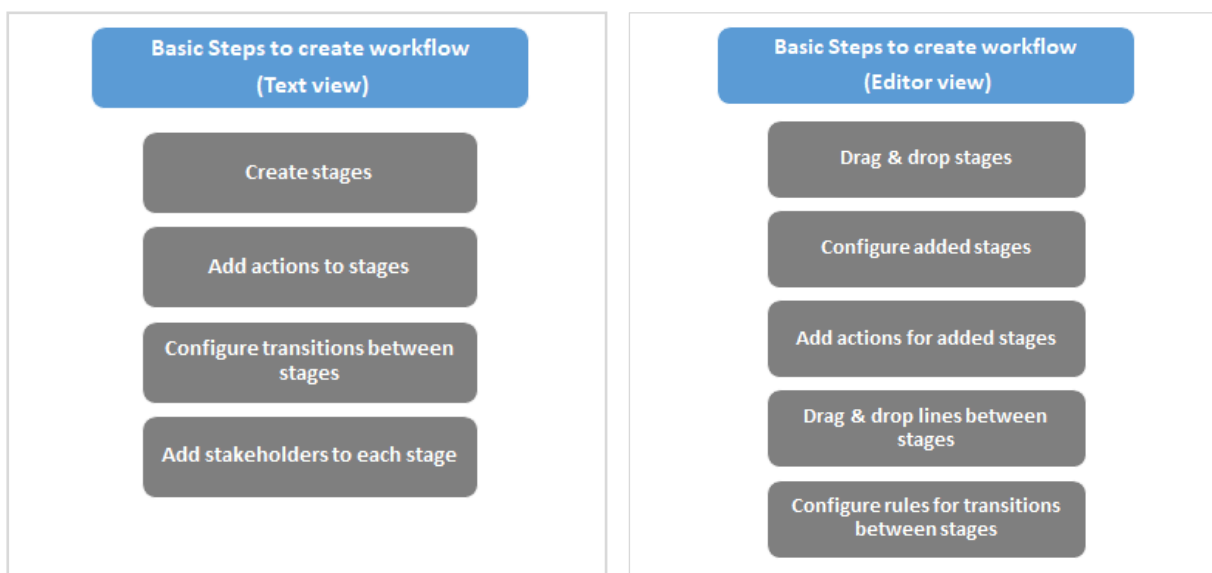 Basic Steps to create workflow
(Text view)
Create stages
Add actions to stages
Configure transitions between
stages
Add stakeholders to each stage
Basic Steps to create workflow
(Editor view)
Drag & drop stages
Configure added stages
Add actions for added stages
Drag & drop lines between
stages
Configure rules for transitions
between stages